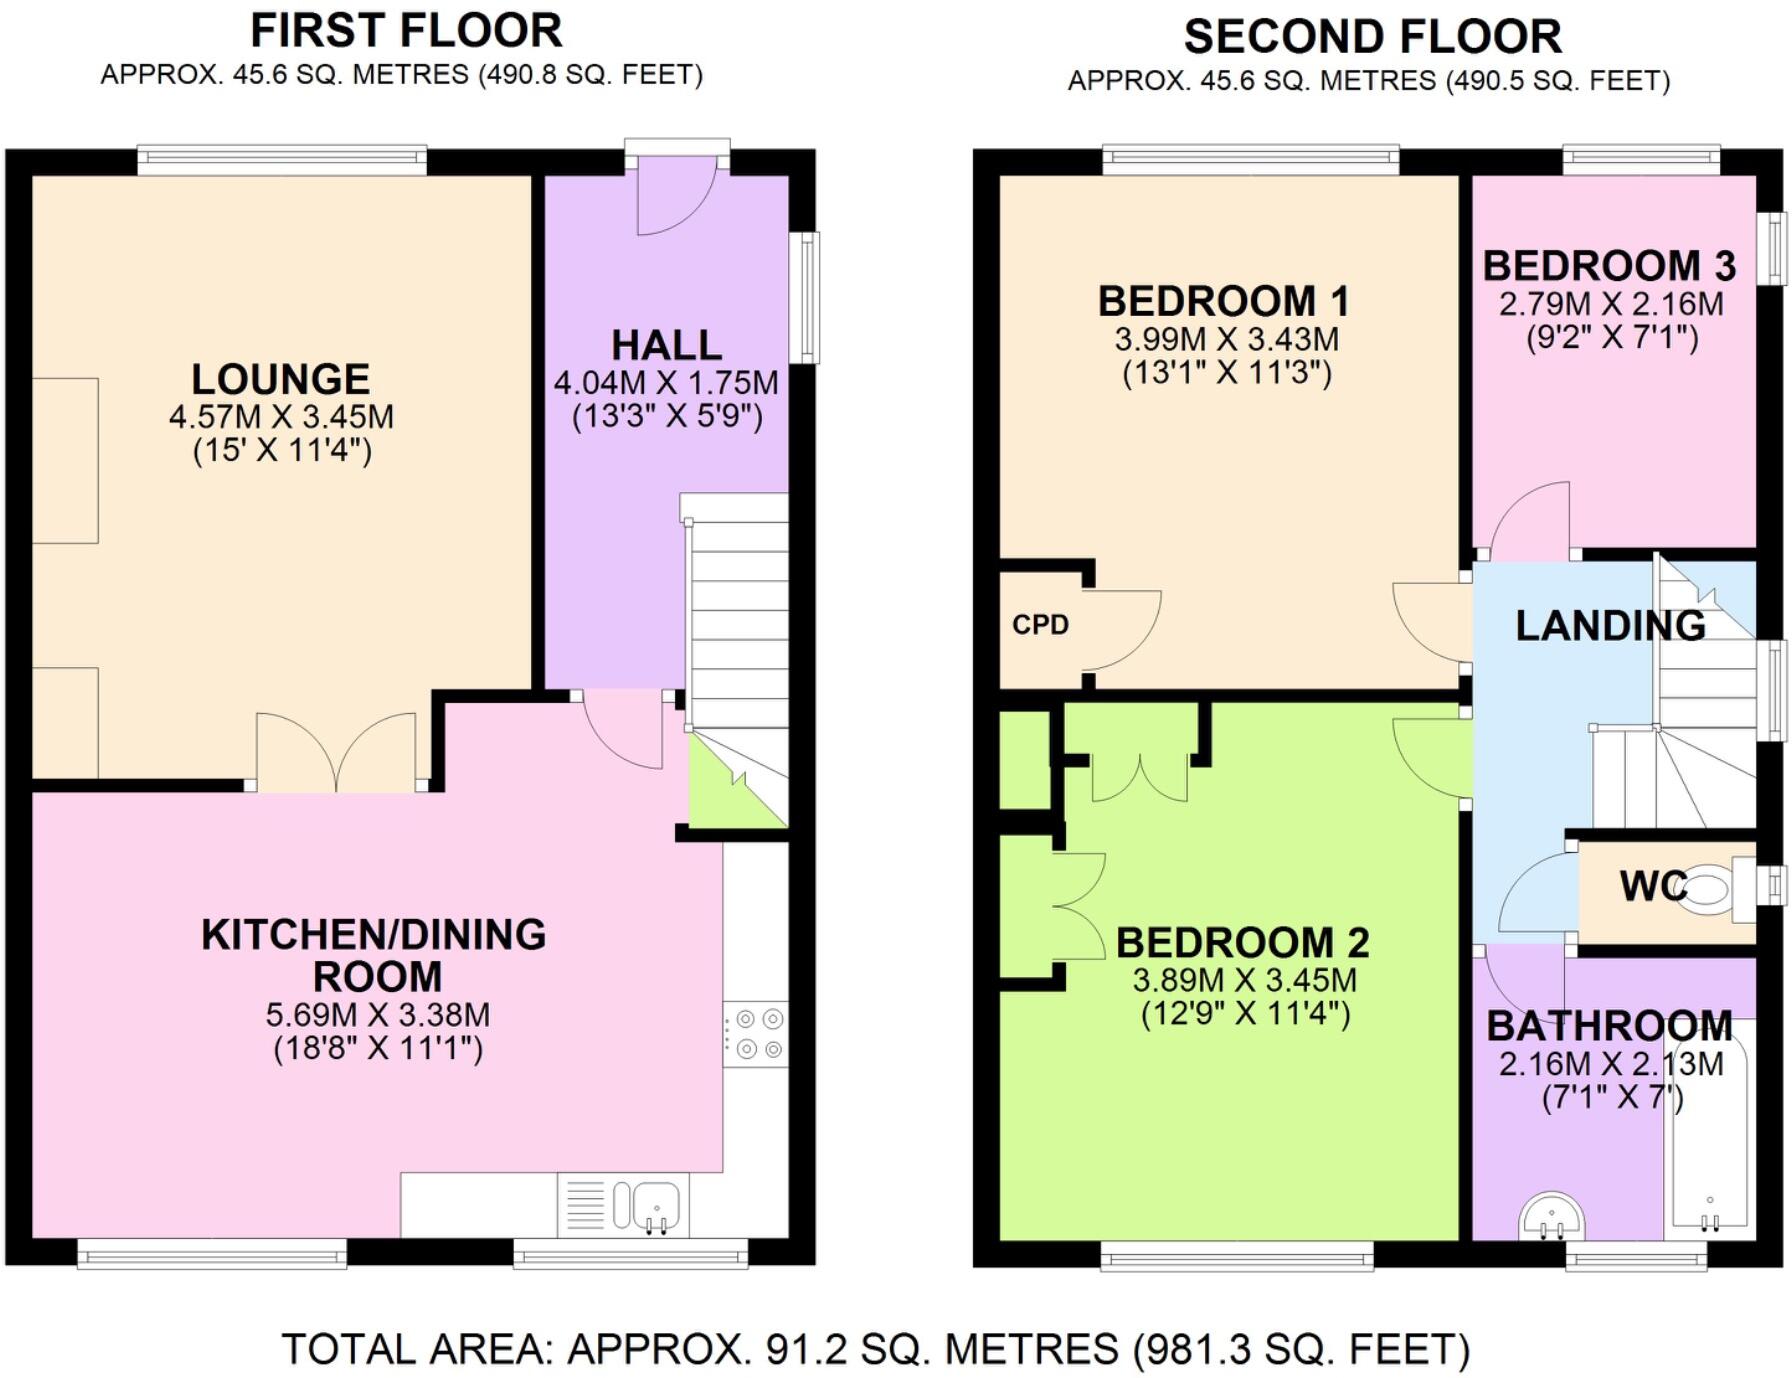 FIRST FLOOR
APPROX. 45.6 SQ. METRES (490.8 SQ. FEET)
LOUNGE
4.57M X 3.45M
(15' X 11'4")
HALL
4.04M X 1.75M
(13'3" X 5'9")
KITCHEN/DINING
ROOM
5.69M X 3.38M
(18'8" X 11'1")
SECOND FLOOR
APPROX. 45.6 SQ. METRES (490.5 SQ. FEET)
BEDROOM 1
3.99M X 3.43M
(13'1" X 11'3")
BEDROOM 3
2.79M X 2.16M
(9'2" X 7'1")
CPD
LANDING
WC
BEDROOM 2
3.89M X 3.45M
(12'9" X 11'4")
BATHROOM
2.16M X 2.13M
(7'1" X 7')
TOTAL AREA: APPROX. 91.2 SQ. METRES (981.3 SQ. FEET)